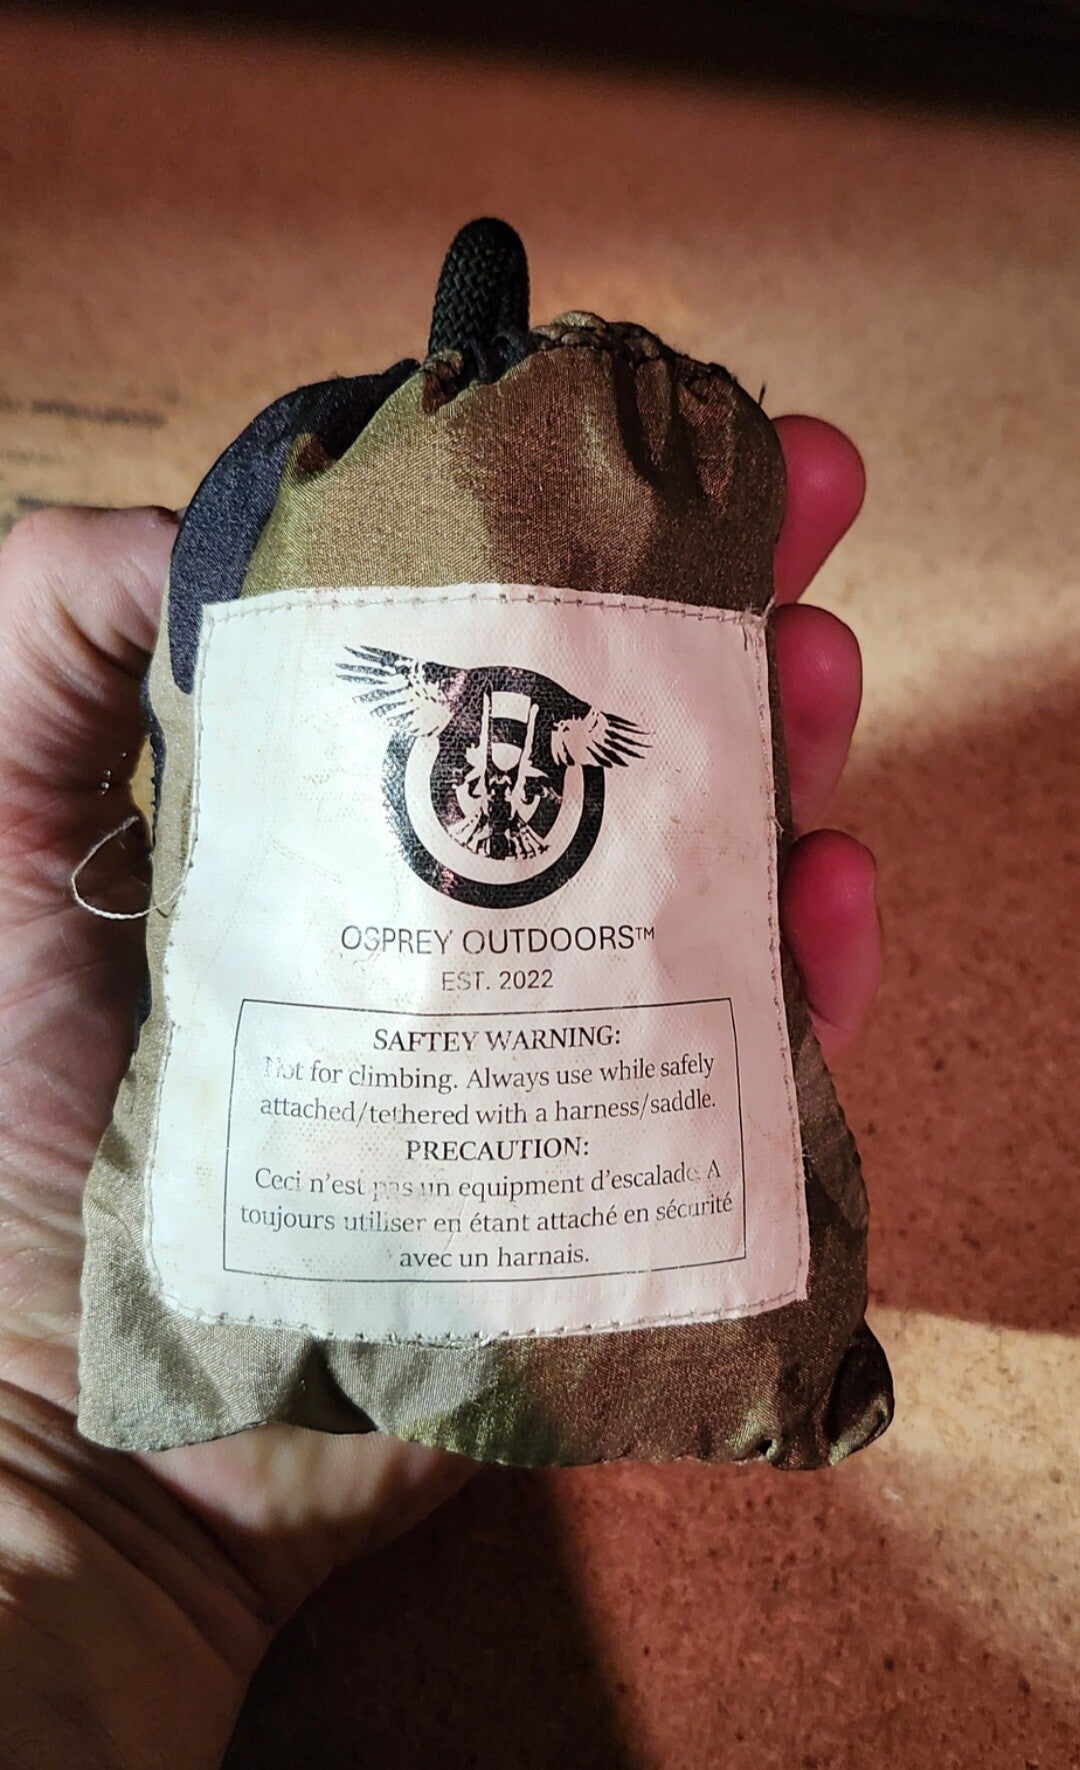 OSPREY OUTDOORS™
EST. 2022
SAFTEY WARNING:
Not for climbing. Always use while safely
attached/tethered with a harness/saddle.
PRECAUTION:
Ceci n'est pas un equipment d'escalade. A
toujours utiliser en étant attaché en sécurité
avec un harnais.